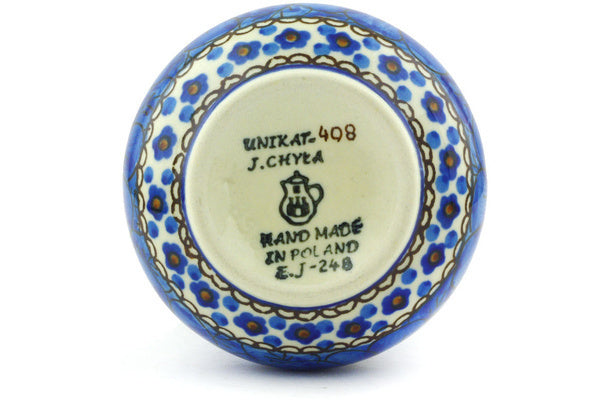 UNIKAT-408
J.CHYŁA
HAND MADE
IN POLAND
E.J-248